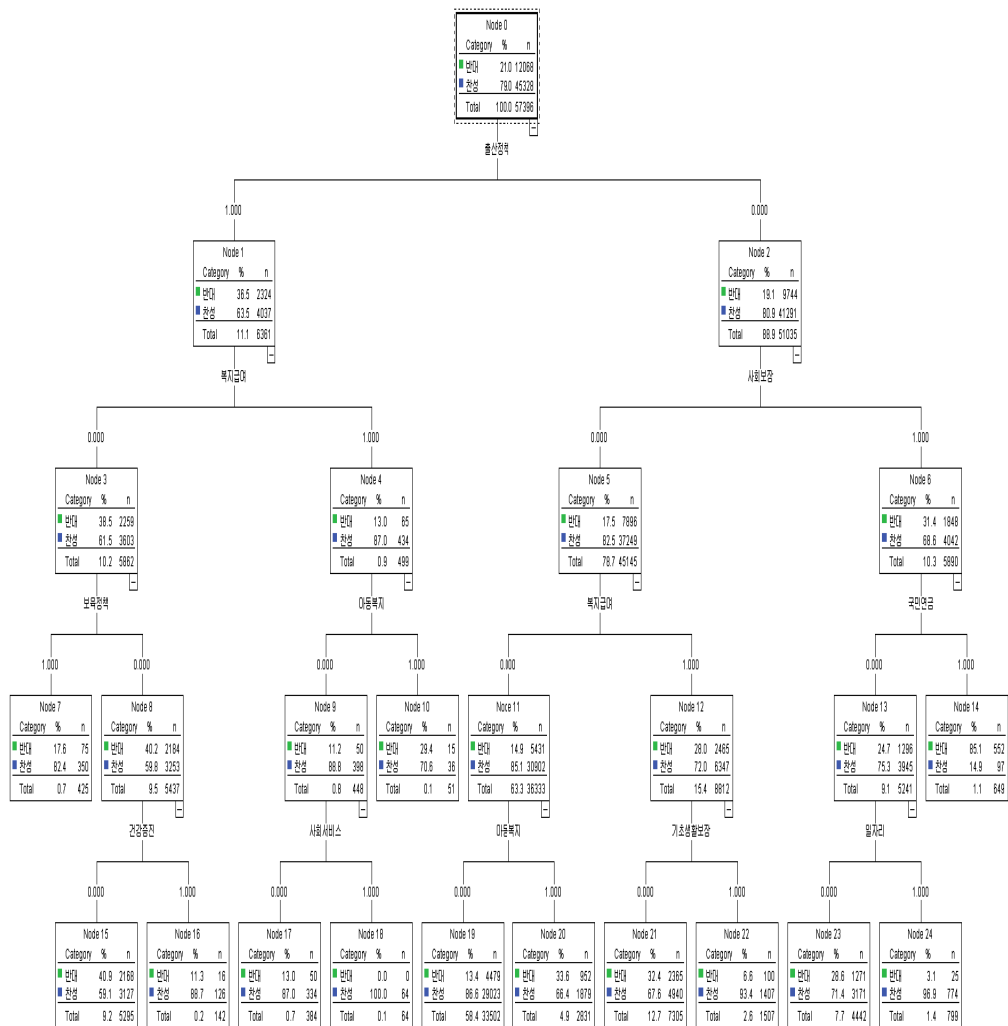 Node 0
Category % n
반대 21.0 12068
찬성 79.0 45328
Total 100.0 57396
출산정책
1.000
0.000
Node 1
Category % n
반대 36.5 2324
찬성 63.5 4037
Total 11.1 6361
복지급여
Node 2
Category % n
반대 19.1 9744
찬성 80.9 41291
Total 88.9 51035
사회보장
0.000
1.000
0.000
1.000
Node 3
Category % n
반대 38.5 2259
찬성 61.5 3603
Total 10.2 5862
보육정책
Node 4
Category % n
반대 13.0 65
찬성 87.0 434
Total 0.9 499
아동복지
Node 5
Category % n
반대 17.5 7896
찬성 82.5 37249
Total 78.7 45145
복지급여
Node 6
Category % n
반대 31.4 1848
찬성 68.6 4042
Total 10.3 5890
국민연금
1.000
0.000
0.000
1.000
0.000
1.000
0.000
1.000
Node 7
Category % n
반대 17.6 75
찬성 82.4 350
Total 0.7 425
Node 8
Category % n
반대 40.2 2184
찬성 59.8 3253
Total 9.5 5437
건강증진
Node 9
Category % n
반대 11.2 50
찬성 88.8 398
Total 0.8 448
사회서비스
Node 10
Category % n
반대 29.4 15
찬성 70.6 36
Total 0.1 51
Node 11
Category % n
반대 14.9 5431
찬성 85.1 30902
Total 63.3 36333
아동복지
Node 12
Category % n
반대 28.0 2465
찬성 72.0 6347
Total 15.4 8812
기초생활보장
Node 13
Category % n
반대 24.7 1296
찬성 75.3 3945
Total 9.1 5241
일자리
Node 14
Category % n
반대 85.1 552
찬성 14.9 97
Total 1.1 649
0.000
1.000
0.000
1.000
0.000
1.000
0.000
1.000
0.000
1.000
Node 15
Category % n
반대 40.9 2168
찬성 59.1 3127
Total 9.2 5295
Node 16
Category % n
반대 11.3 16
찬성 88.7 126
Total 0.2 142
Node 17
Category % n
반대 13.0 50
찬성 87.0 334
Total 0.7 384
Node 18
Category % n
반대 0.0 0
찬성 100.0 64
Total 0.1 64
Node 19
Category % n
반대 13.4 4479
찬성 86.6 29023
Total 58.4 33502
Node 20
Category % n
반대 33.6 952
찬성 66.4 1879
Total 4.9 2831
Node 21
Category % n
반대 32.4 2365
찬성 67.6 4940
Total 12.7 7305
Node 22
Category % n
반대 6.6 100
찬성 93.4 1407
Total 2.6 1507
Node 23
Category % n
반대 28.6 1271
찬성 71.4 3171
Total 7.7 4442
Node 24
Category % n
반대 3.1 25
찬성 96.9 774
Total 1.4 799